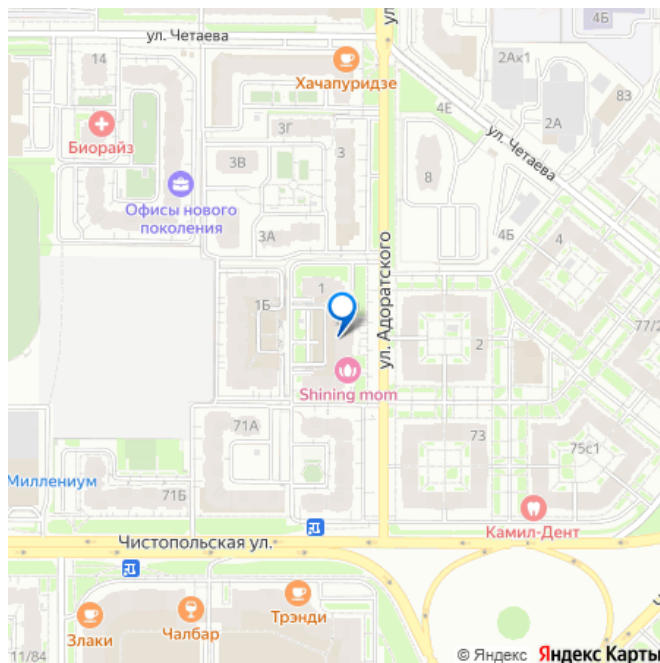 ул. Четаева
4Б
14
Хачапуридзе
2Ак1
83
4Е
Биорайз
3Г
2А
ул. Четаева
3В
3
8
Офисы нового
поколения
3А
4Б
4
ул. Адоратского
1
1Б
77/2
2
Shining mom
71А
73
75с1
Миллениум
71Б
Камил-Дент
Чистопольская ул.
Трэнди
Злаки
Чалбар
11/84
© Яндекс Яндекс Карты